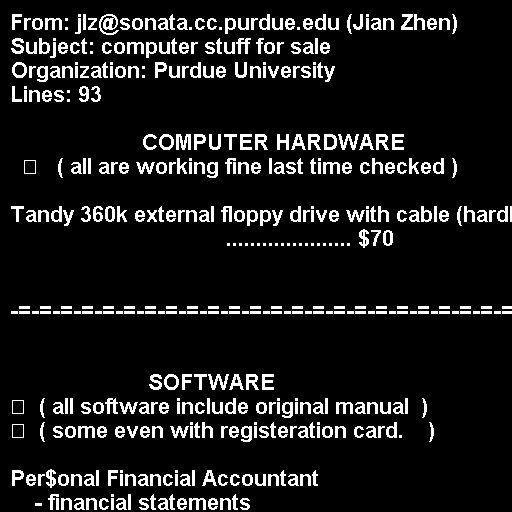 From: jlz@sonata.cc.purdue.edu (Jian Zhen)
Subject: computer stuff for sale
Organization: Purdue University
Lines: 93
COMPUTER HARDWARE
( all are working fine last time checked )
Tandy 360k external floppy drive with cable
..................... $70
-=-=-=-=-=-=-=-=-=-=-=-=-=-=-=-=-=-=-=-=-=-=-=-=
SOFTWARE
( all software include original manual )
( some even with registeration card. )
Per$onal Financial Accountant
- financial statements